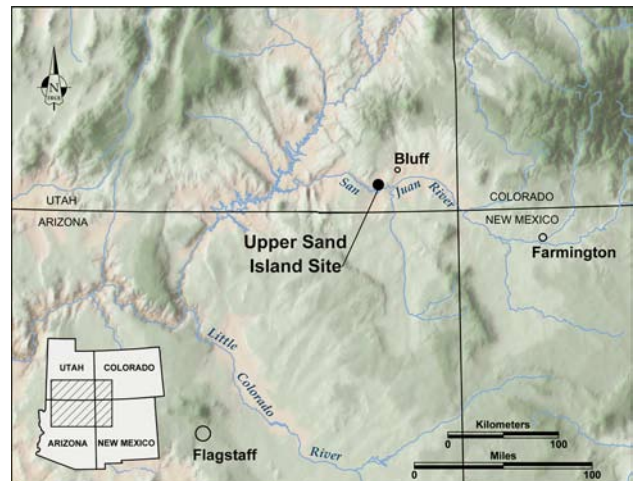 N
TRUE
Bluff
San Juan River
UTAH
ARIZONA
COLORADO
NEW MEXICO
Upper Sand
Island Site
Farmington
Little
Colorado
River
Flagstaff
UTAH COLORADO
ARIZONA NEW MEXICO
Kilometers
0 100
Miles
0 100